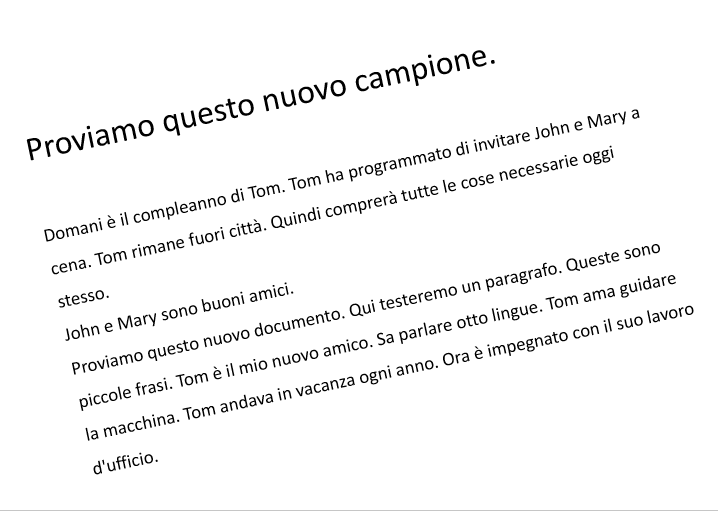 Proviamo questo nuovo campione.
Domani è il compleanno di Tom. Tom ha programmato di invitare John e Mary a
cena. Tom rimane fuori città. Quindi comprerà tutte le cose necessarie oggi
stesso.
John e Mary sono buoni amici.
Proviamo questo nuovo documento. Qui testeremo un paragrafo. Queste sono
piccole frasi. Tom è il mio nuovo amico. Sa parlare otto lingue. Tom ama guidare
la macchina. Tom andava in vacanza ogni anno. Ora è impegnato con il suo lavoro
d'ufficio.